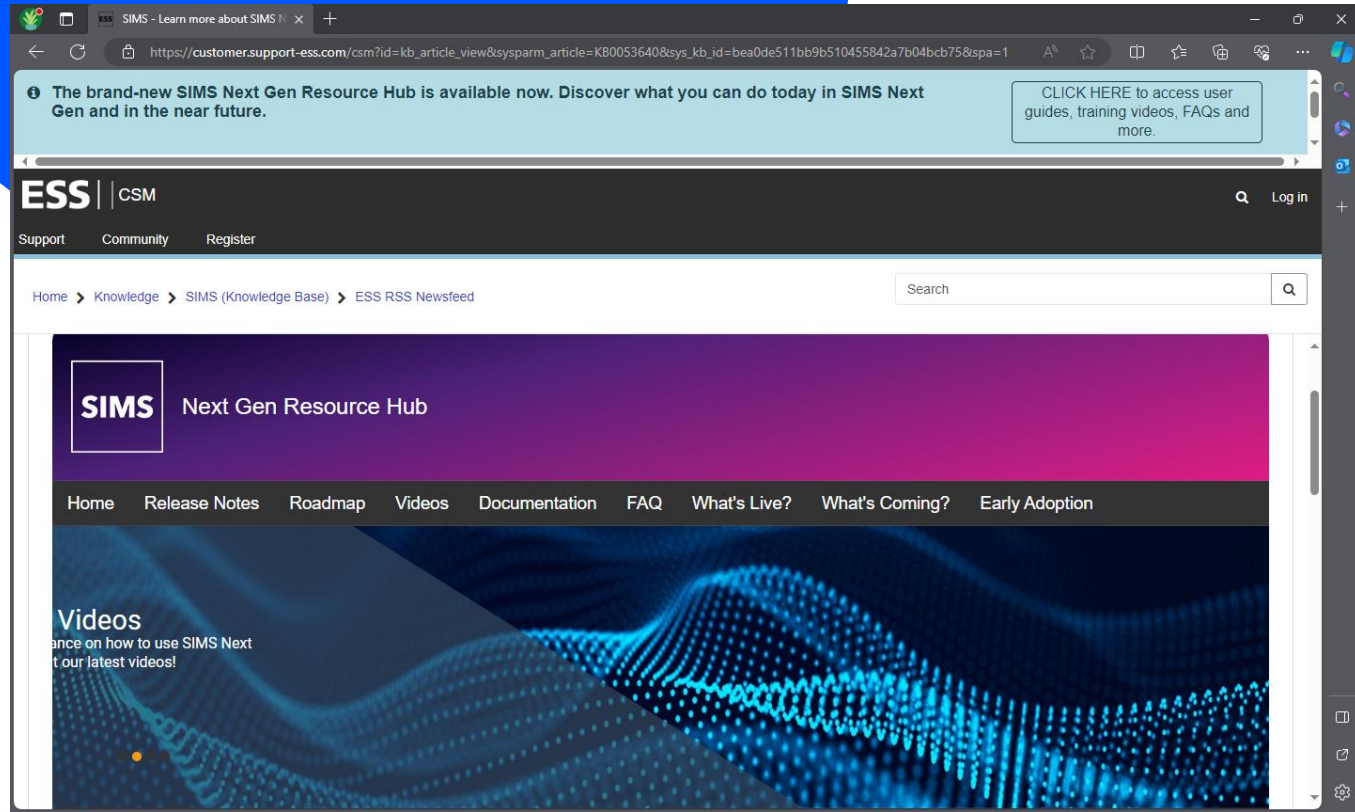 ESS SIMS - Learn more about SIMS N
https://customer.support-ess.com/csm?id=kb_article_view&sysparm_article=KB0053640&sys_kb_id=bea0de511bb9b510455842a7b04bcb75&spa=1
The brand-new SIMS Next Gen Resource Hub is available now. Discover what you can do today in SIMS Next
Gen and in the near future.
CLICK HERE to access user
guides, training videos, FAQs and
more.
ESS || CSM
Log in
Support Community Register
Home > Knowledge > SIMS (Knowledge Base) > ESS RSS Newsfeed
Search
SIMS Next Gen Resource Hub
Home Release Notes Roadmap Videos Documentation FAQ What's Live? What's Coming? Early Adoption
Videos
ance on how to use SIMS Next
t our latest videos!